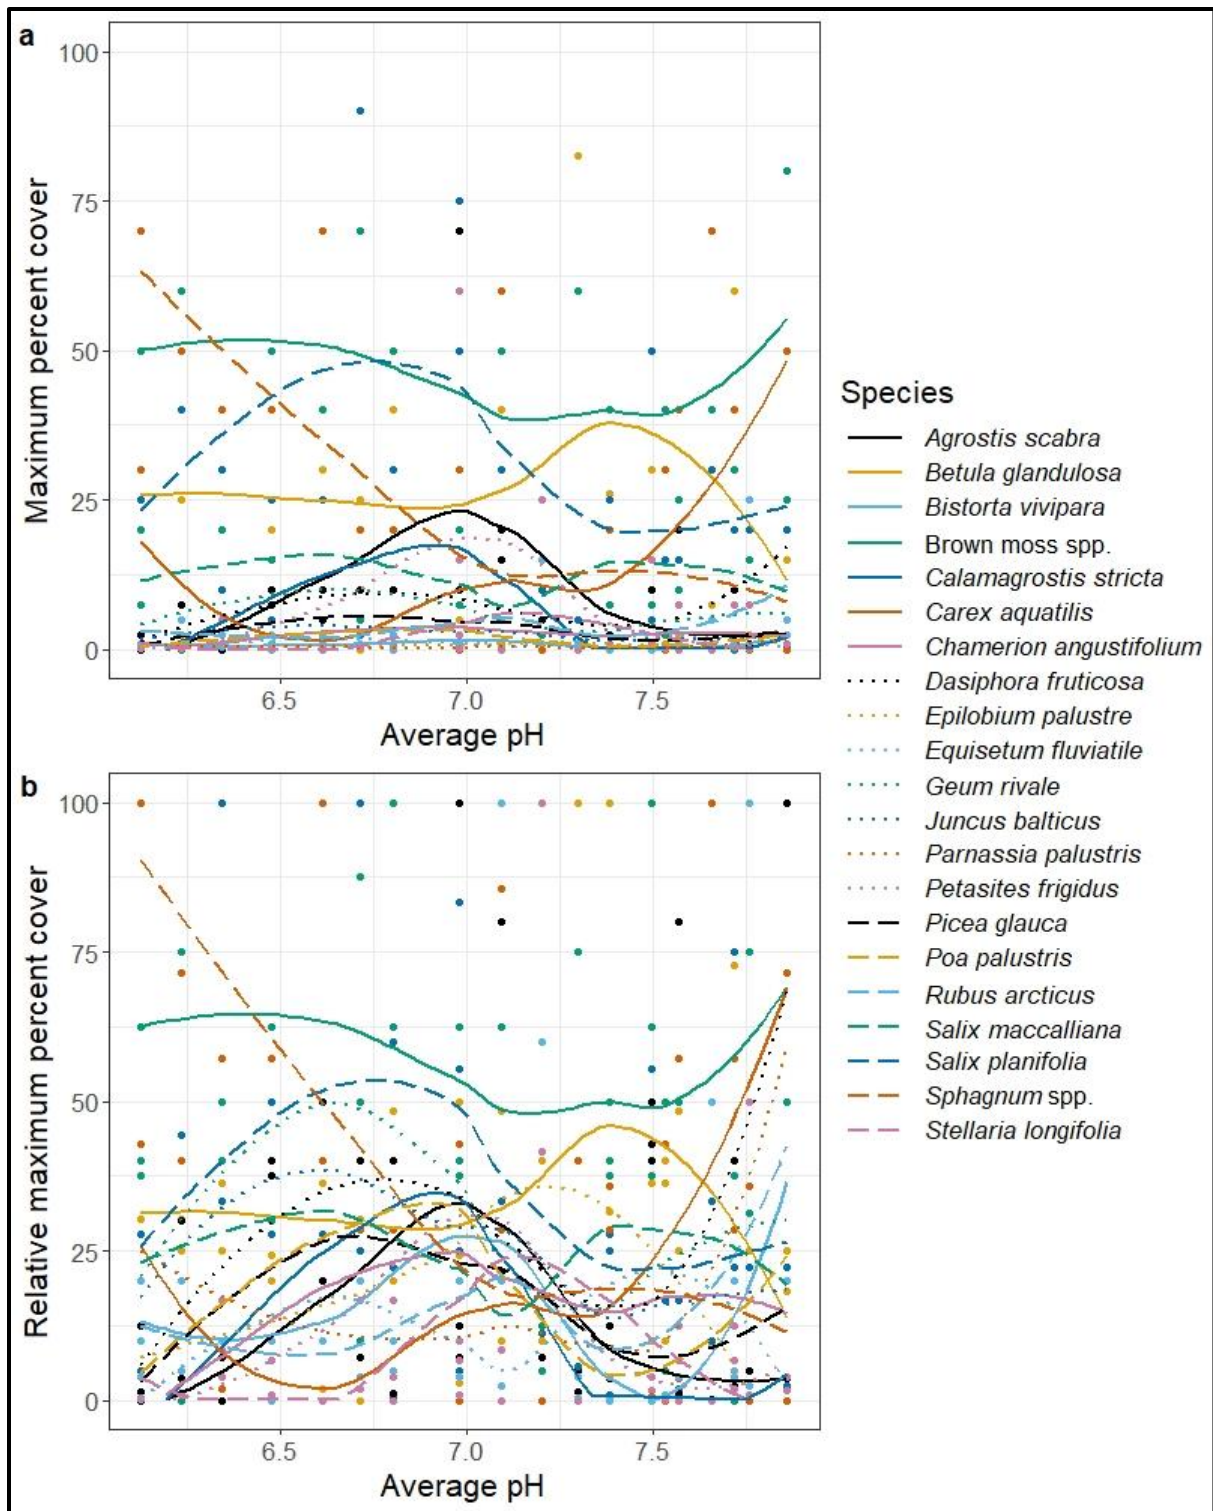 a
100
75
50
25
0
Maximum percent cover
6.5 7.0 7.5
Average pH
b
100
75
50
25
0
Relative maximum percent cover
6.5 7.0 7.5
Average pH
Species
Agrostis scabra
Betula glandulosa
Bistorta vivipara
Brown moss spp.
Calamagrostis stricta
Carex aquatilis
Chamerion angustifolium
Dasiphora fruticosa
Epilobium palustre
Equisetum fluviatile
Geum rivale
Juncus balticus
Parnassia palustris
Petasites frigidus
Picea glauca
Poa palustris
Rubus arcticus
Salix maccalliana
Salix planifolia
Sphagnum spp.
Stellaria longifolia